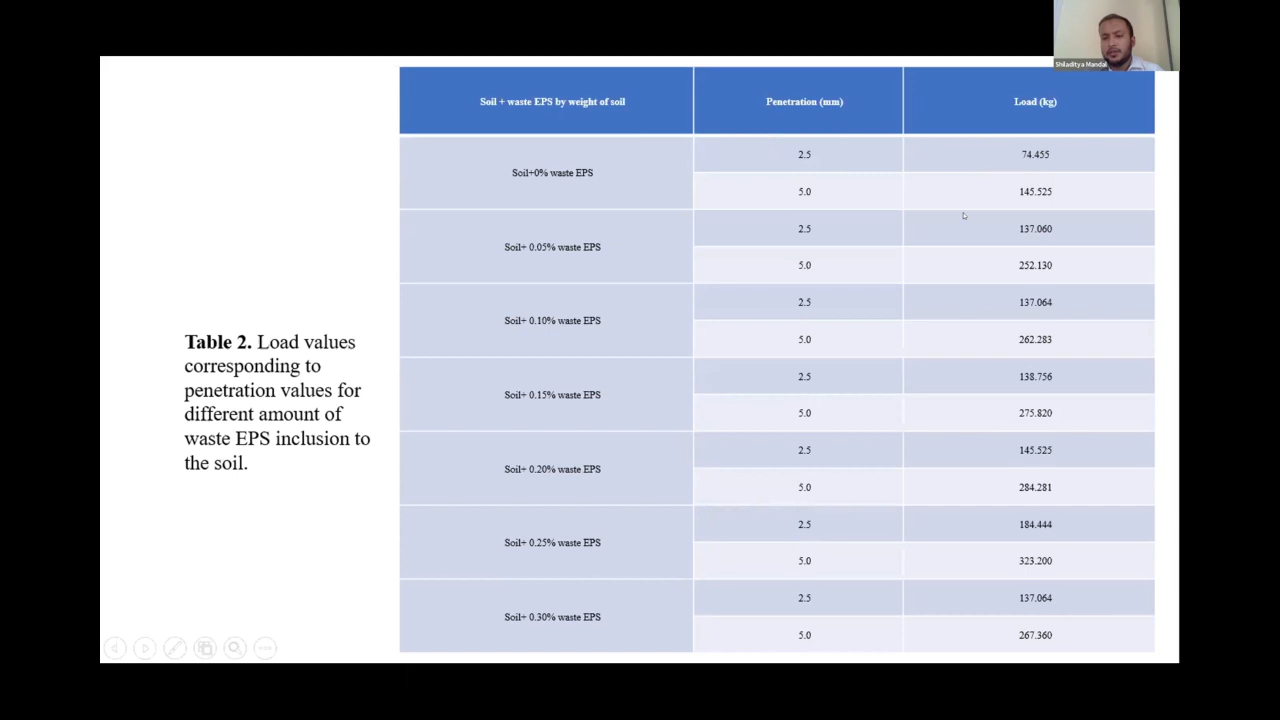 Shiladitya Mandal
Soil + waste EPS by weight of soil
Penetration (mm)
Load (kg)
Soil+0% waste EPS
2.5
74.455
5.0
145.525
Soil+ 0.05% waste EPS
2.5
137.060
5.0
252.130
Soil+ 0.10% waste EPS
2.5
137.064
5.0
262.283
Soil+ 0.15% waste EPS
2.5
138.756
5.0
275.820
Soil+ 0.20% waste EPS
2.5
145.525
5.0
284.281
Soil+ 0.25% waste EPS
2.5
184.444
5.0
323.200
Soil+ 0.30% waste EPS
2.5
137.064
5.0
267.360
Table 2. Load values
corresponding to
penetration values for
different amount of
waste EPS inclusion to
the soil.